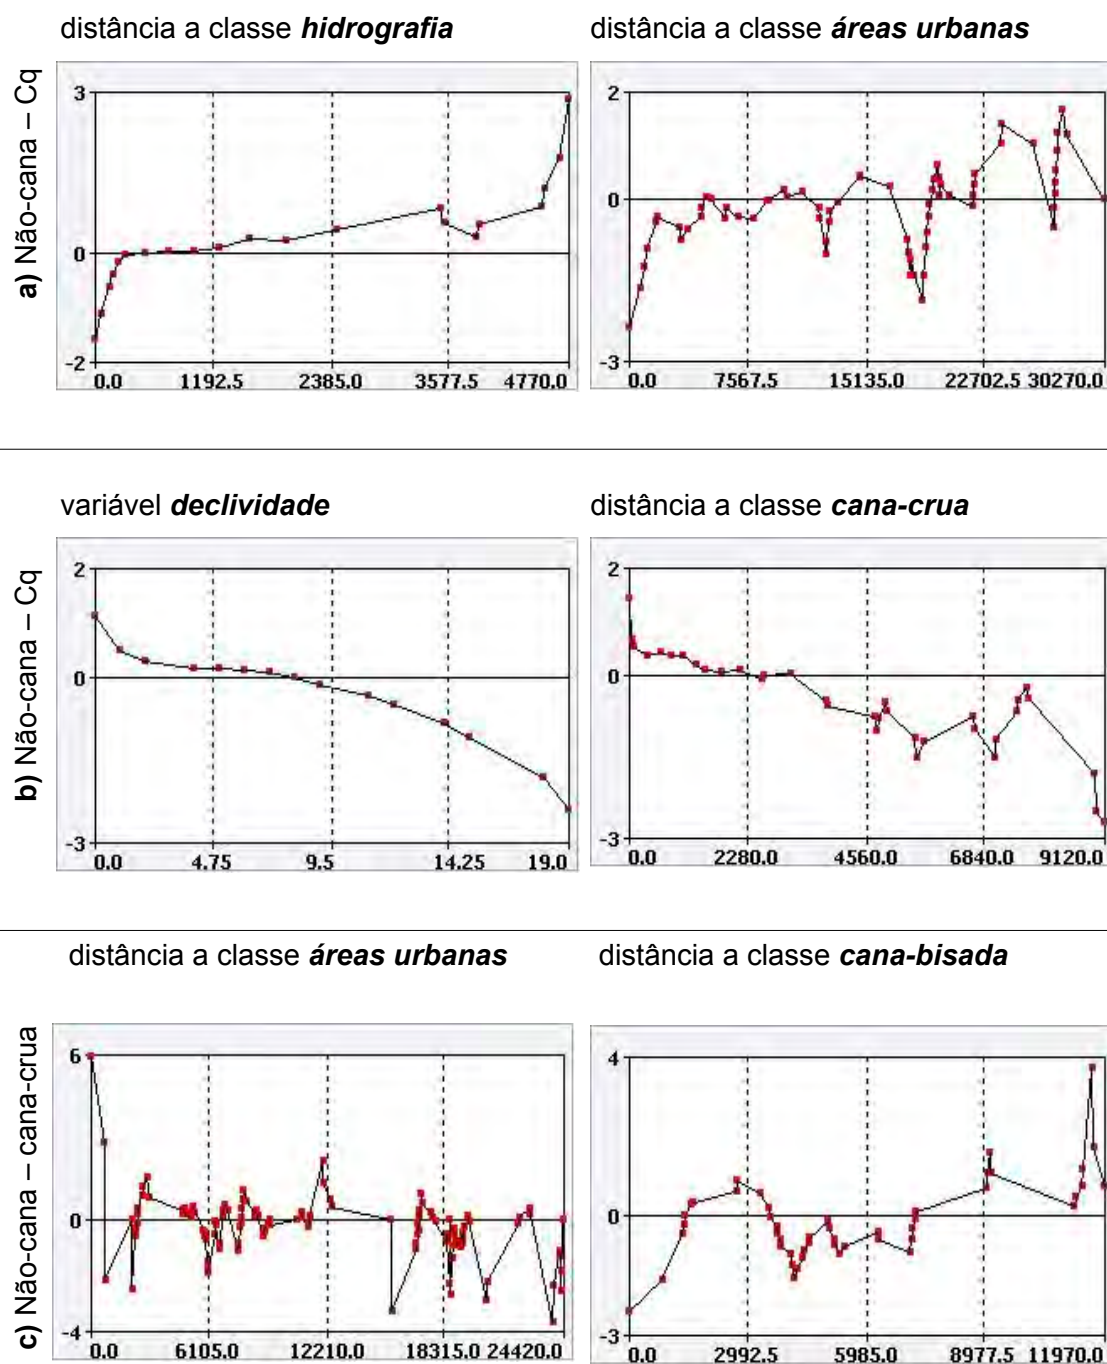 distância a classe hidrografia
distância a classe áreas urbanas
a) Não-cana – Cq
3
0
-2
0.0 1192.5 2385.0 3577.5 4770.0
2
0
-3
0.0 7567.5 15135.0 22702.5 30270.0
variável declividade
distância a classe cana-crua
b) Não-cana – Cq
2
0
-3
0.0 4.75 9.5 14.25 19.0
2
0
-3
0.0 2280.0 4560.0 6840.0 9120.0
distância a classe áreas urbanas
distância a classe cana-bisada
c) Não-cana – cana-crua
6
0
-4
0.0 6105.0 12210.0 18315.0 24420.0
4
0
-3
0.0 2992.5 5985.0 8977.5 11970.0